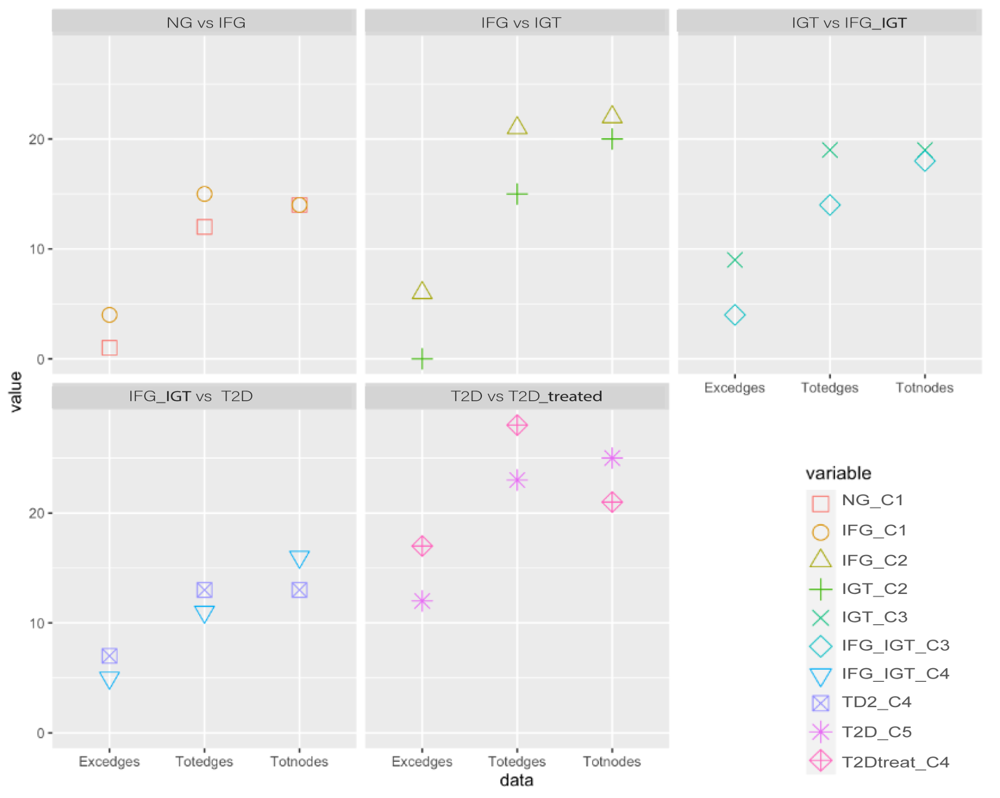 NG vs IFG
IFG vs IGT
IGT vs IFG_IGT
20
10
0
Excedges Totedges Totnodes
value
IFG_IGT vs T2D
T2D vs T2D_treated
20
10
0
Excedges Totedges Totnodes
Excedges Totedges Totnodes
data
variable
NG_C1
IFG_C1
IFG_C2
IGT_C2
IGT_C3
IFG_IGT_C3
IFG_IGT_C4
TD2_C4
T2D_C5
T2Dtreat_C4